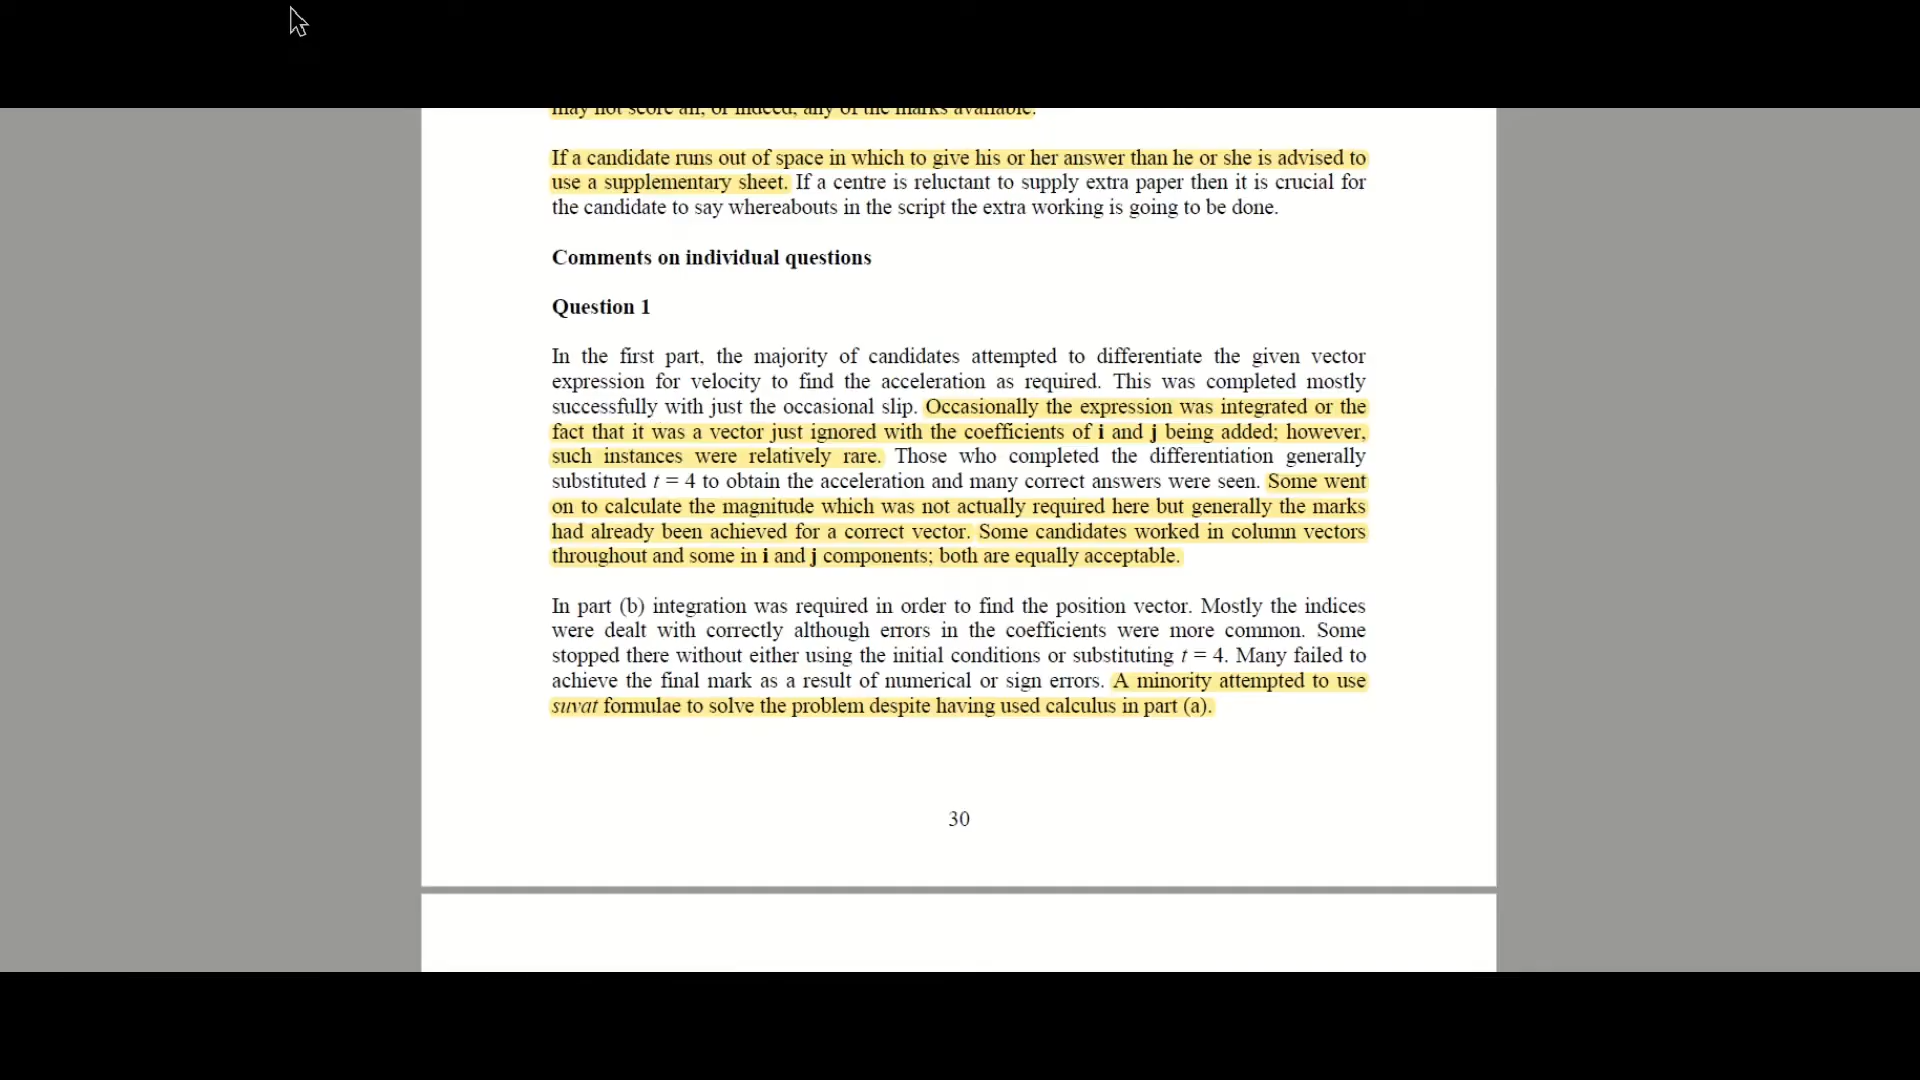 may not score all, or indeed, any of the marks available.
If a candidate runs out of space in which to give his or her answer than he or she is advised to
use a supplementary sheet. If a centre is reluctant to supply extra paper then it is crucial for
the candidate to say whereabouts in the script the extra working is going to be done.
Comments on individual questions
Question 1
In the first part, the majority of candidates attempted to differentiate the given vector
expression for velocity to find the acceleration as required. This was completed mostly
successfully with just the occasional slip. Occasionally the expression was integrated or the
fact that it was a vector just ignored with the coefficients of i and j being added; however,
such instances were relatively rare. Those who completed the differentiation generally
substituted t = 4 to obtain the acceleration and many correct answers were seen. Some went
on to calculate the magnitude which was not actually required here but generally the marks
had already been achieved for a correct vector. Some candidates worked in column vectors
throughout and some in i and j components; both are equally acceptable.
In part (b) integration was required in order to find the position vector. Mostly the indices
were dealt with correctly although errors in the coefficients were more common. Some
stopped there without either using the initial conditions or substituting t = 4. Many failed to
achieve the final mark as a result of numerical or sign errors. A minority attempted to use
suvat formulae to solve the problem despite having used calculus in part (a).
30